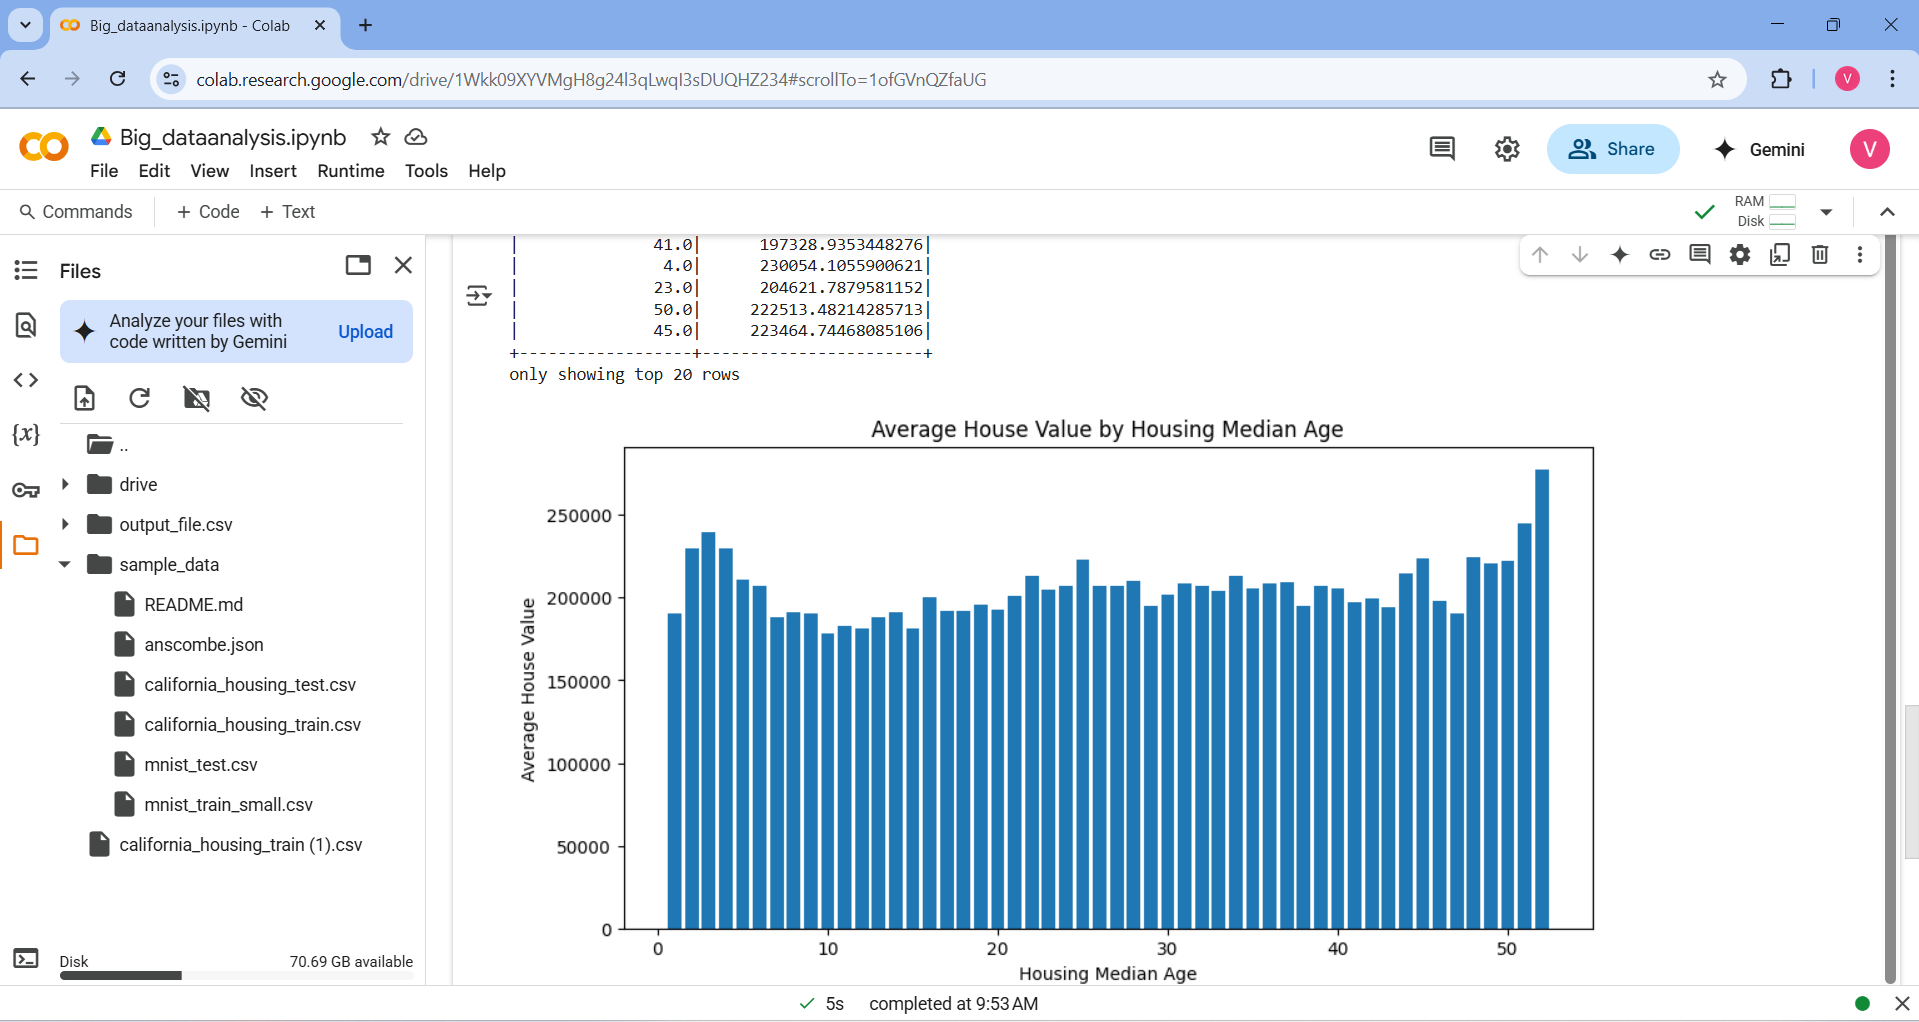 Big_dataanalysis.ipynb - Colab
colab.research.google.com/drive/1Wkk09XYVMgH8g24l3qLwqI3sDUQHZ234#scrollTo=1ofGVnQZfaUG
V
Big_dataanalysis.ipynb
File Edit View Insert Runtime Tools Help
Share
Gemini
V
Commands + Code + Text
RAM
Disk
Files
Analyze your files with
code written by Gemini
Upload
..
drive
output_file.csv
sample_data
README.md
anscombe.json
california_housing_test.csv
california_housing_train.csv
mnist_test.csv
mnist_train_small.csv
california_housing_train (1).csv
Disk 70.69 GB available
{x}
| 41.0| 197328.9353448276|
| 4.0| 230054.1055900621|
| 23.0| 204621.7879581152|
| 50.0| 222513.48214285713|
| 45.0| 223464.74468085106|
+------------------+-----------------------+
only showing top 20 rows
Average House Value by Housing Median Age
Average House Value
250000
200000
150000
100000
50000
0
0 10 20 30 40 50
Housing Median Age
5s completed at 9:53 AM